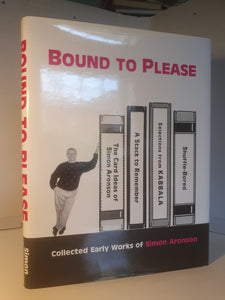 BOUND TO PLEASE
Simon
BOUND TO PLEASE
The Card Ideas of
Simon Aronson
A Stack to Remember
Selections from KABBALA
Shuffle-Bored
Collected Early Works of Simon Aronson